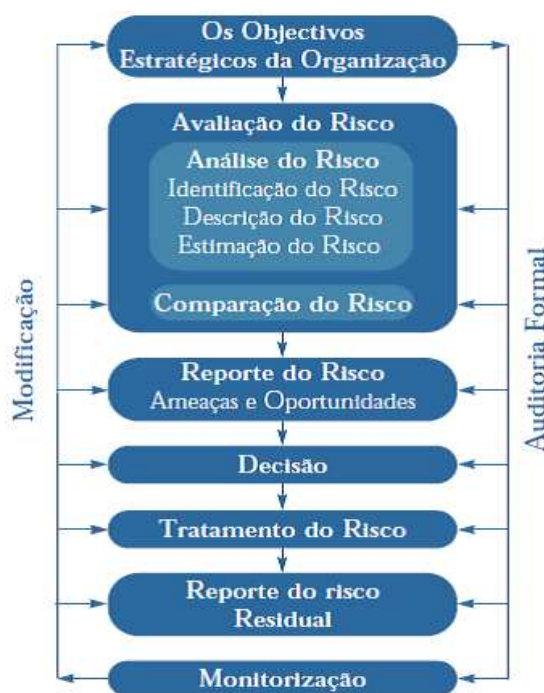 Os Objectivos
Estratégicos da Organização
Avaliação do Risco
Análise do Risco
Identificação do Risco
Descrição do Risco
Estimação do Risco
Comparação do Risco
Reporte do Risco
Ameaças e Oportunidades
Decisão
Tratamento do Risco
Reporte do risco
Residual
Monitorização
Modificação
Auditoria Formal